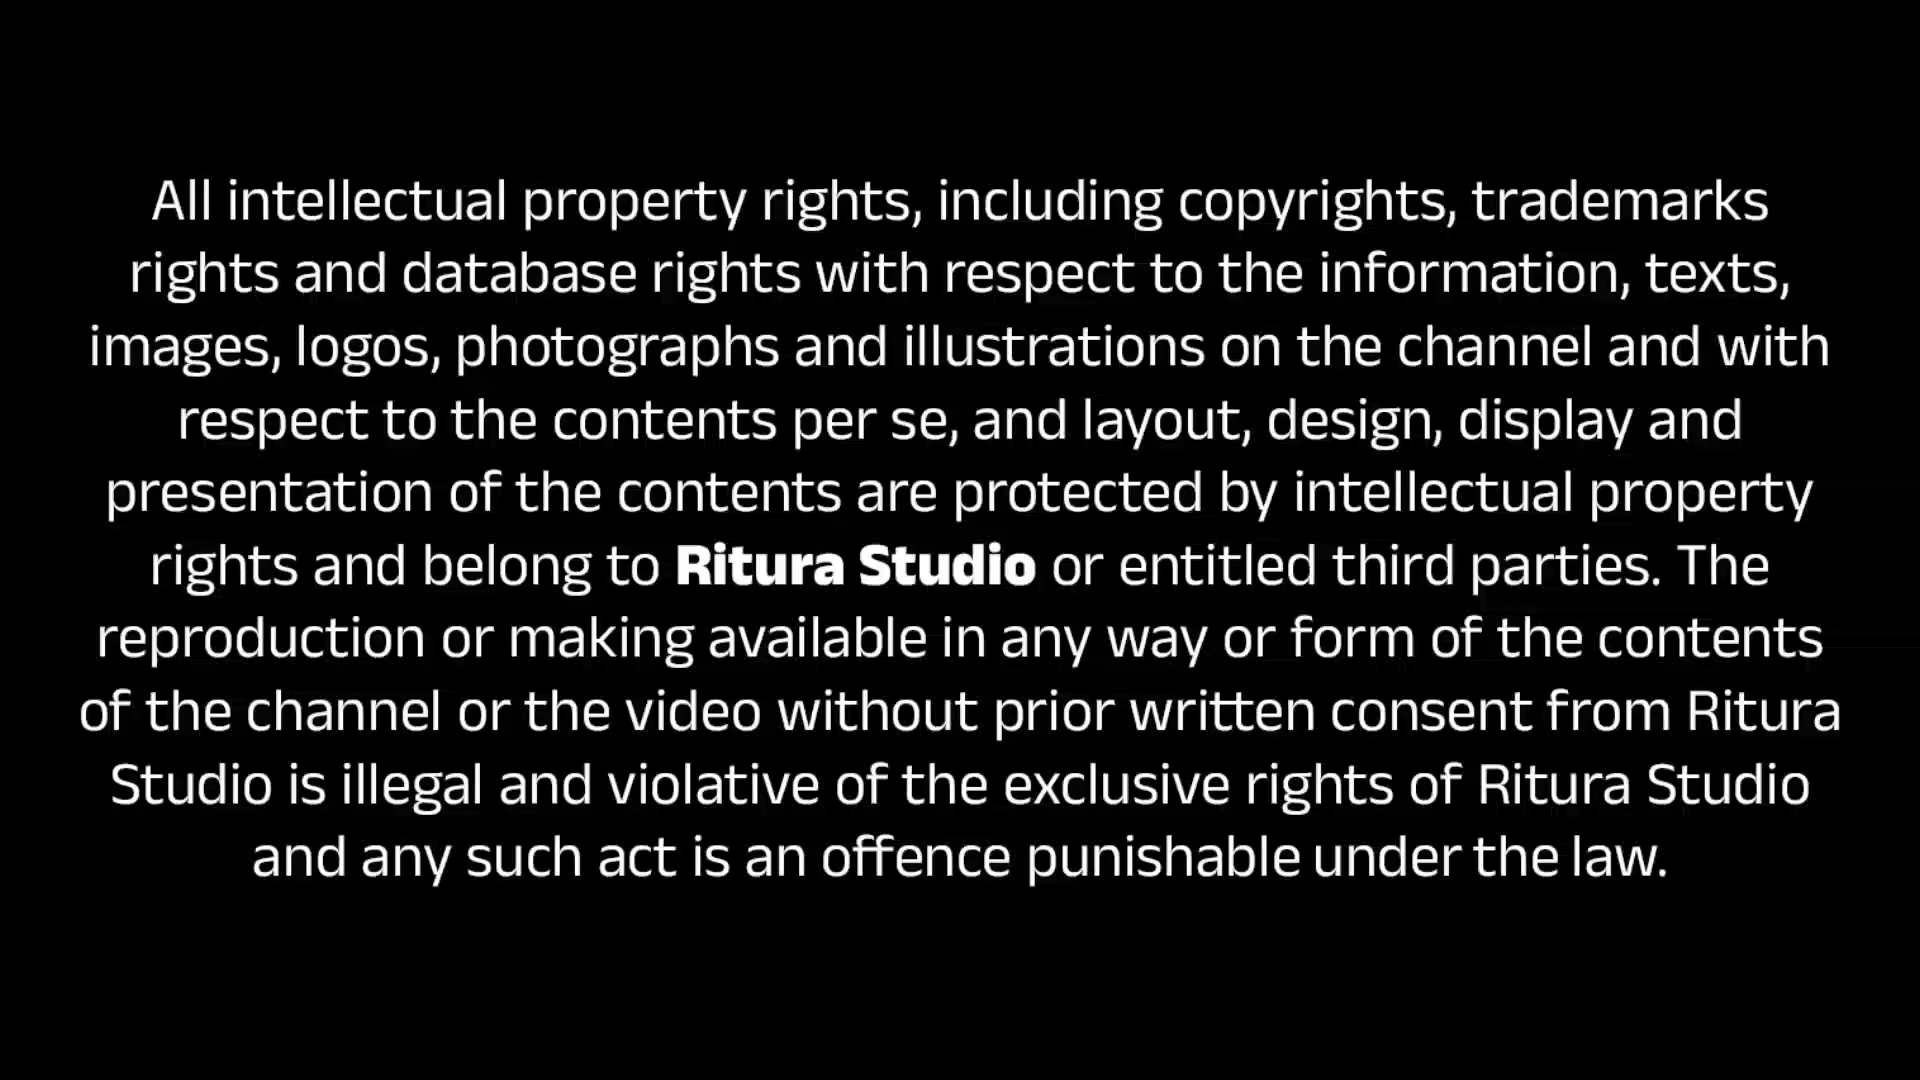 All intellectual property rights, including copyrights, trademarks
rights and database rights with respect to the information, texts,
images, logos, photographs and illustrations on the channel and with
respect to the contents per se, and layout, design, display and
presentation of the contents are protected by intellectual property
rights and belong to Ritura Studio or entitled third parties. The
reproduction or making available in any way or form of the contents
of the channel or the video without prior written consent from Ritura
Studio is illegal and violative of the exclusive rights of Ritura Studio
and any such act is an offence punishable under the law.